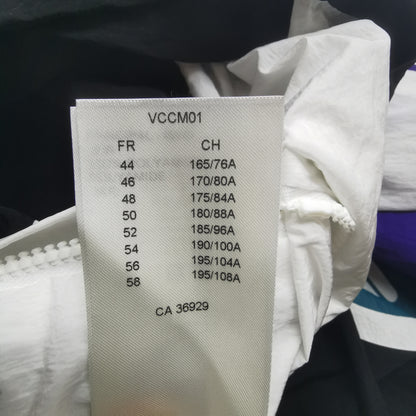 VCCM01
FR CH
44 165/76A
46 170/80A
48 175/84A
50 180/88A
52 185/96A
54 190/100A
56 195/104A
58 195/108A
CA 36929